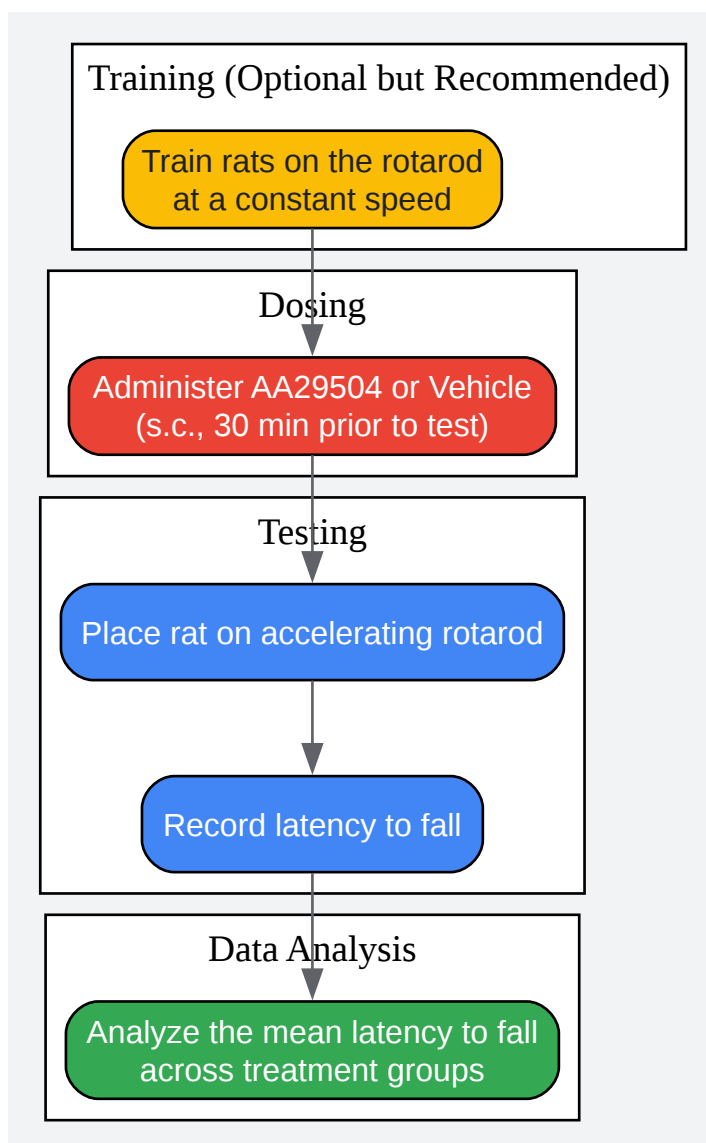 Training (Optional but Recommended)
Train rats on the rotarod
at a constant speed
Dosing
Administer AA29504 or Vehicle
(s.c., 30 min prior to test)
Testing
Place rat on accelerating rotarod
Record latency to fall
Data Analysis
Analyze the mean latency to fall
across treatment groups